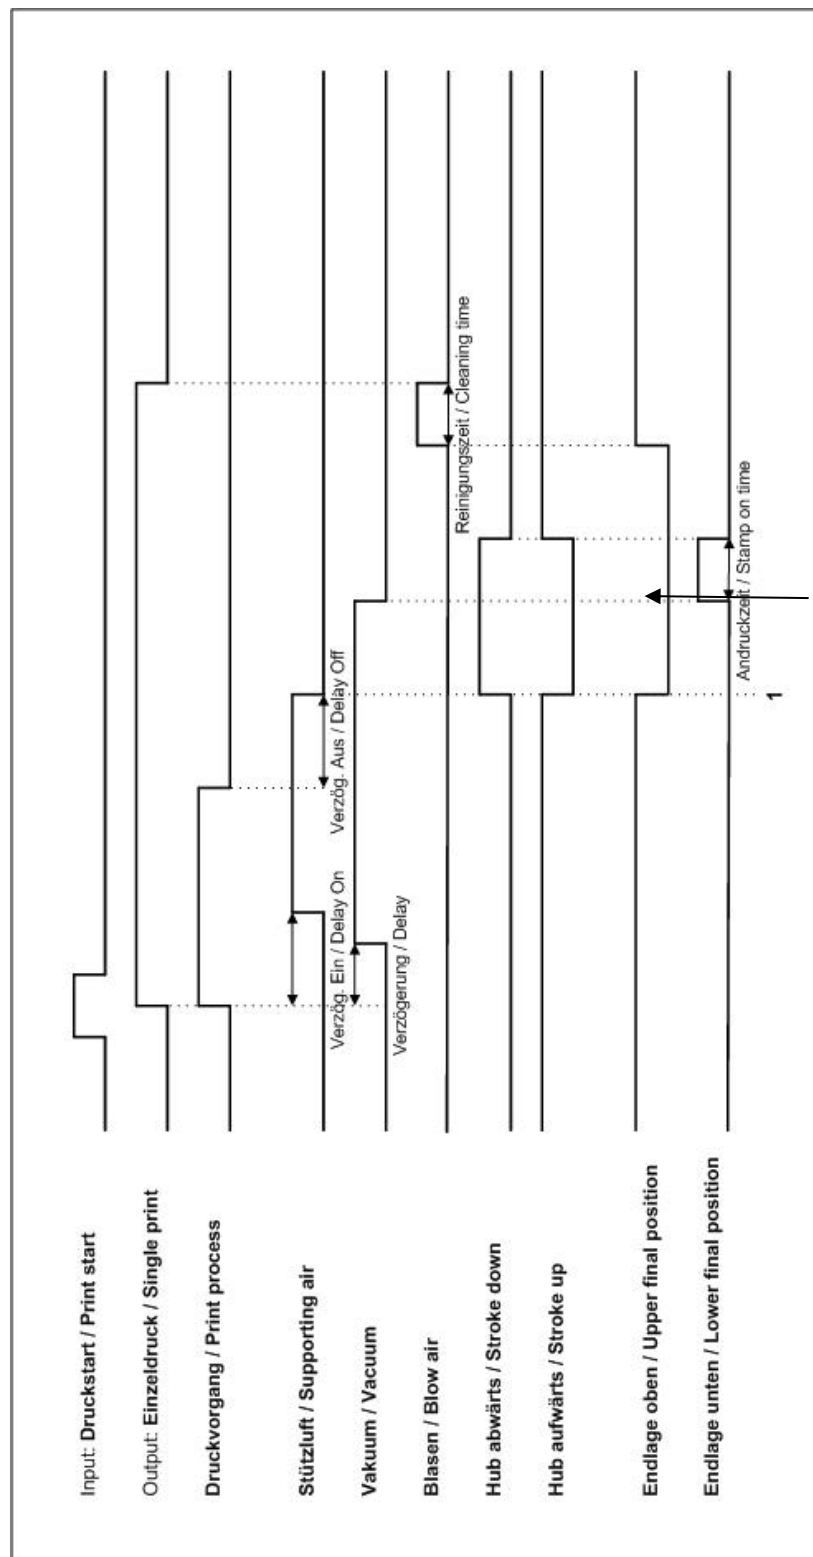 Input: Druckstart / Print start
Output: Einzeldruck / Single print
Druckvorgang / Print process
Stützluft / Supporting air
Verzög. Ein / Delay On
Verzög. Aus / Delay Off
Vakuum / Vacuum
Verzögerung / Delay
Blasen / Blow air
Reinigungszeit / Cleaning time
Hub abwärts / Stroke down
Hub aufwärts / Stroke up
Endlage oben / Upper final position
Endlage unten / Lower final position
Andruckzeit / Stamp on time
1